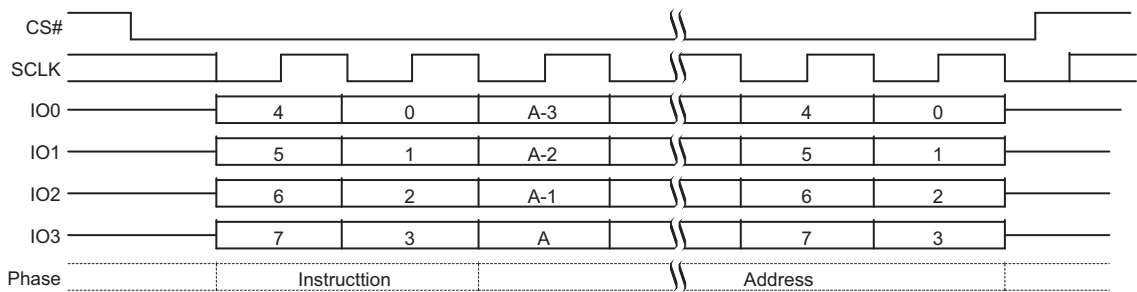 CS#
SCLK
IO0 4 0 A-3 4 0
IO1 5 1 A-2 5 1
IO2 6 2 A-1 6 2
IO3 7 3 A 7 3
Phase Instructtion Address